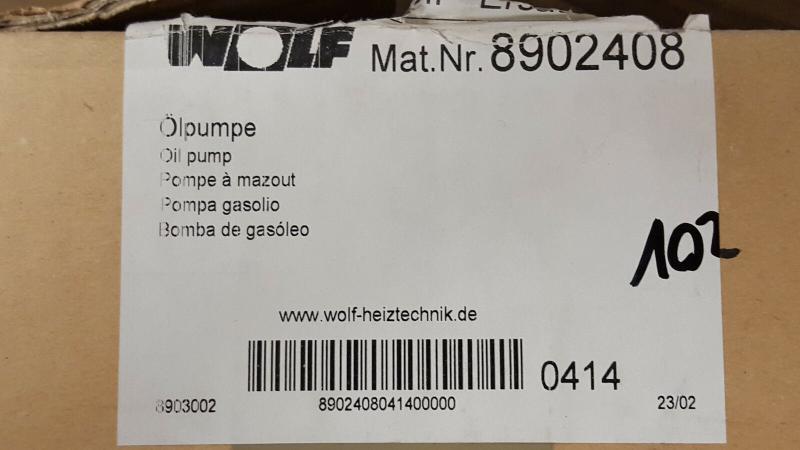 WOLF Mat.Nr. 8902408
Ölpumpe
Oil pump
Pompe à mazout
Pompa gasolio
Bomba de gasóleo
102
www.wolf-heiztechnik.de
0414
8903002 8902408041400000 23/02